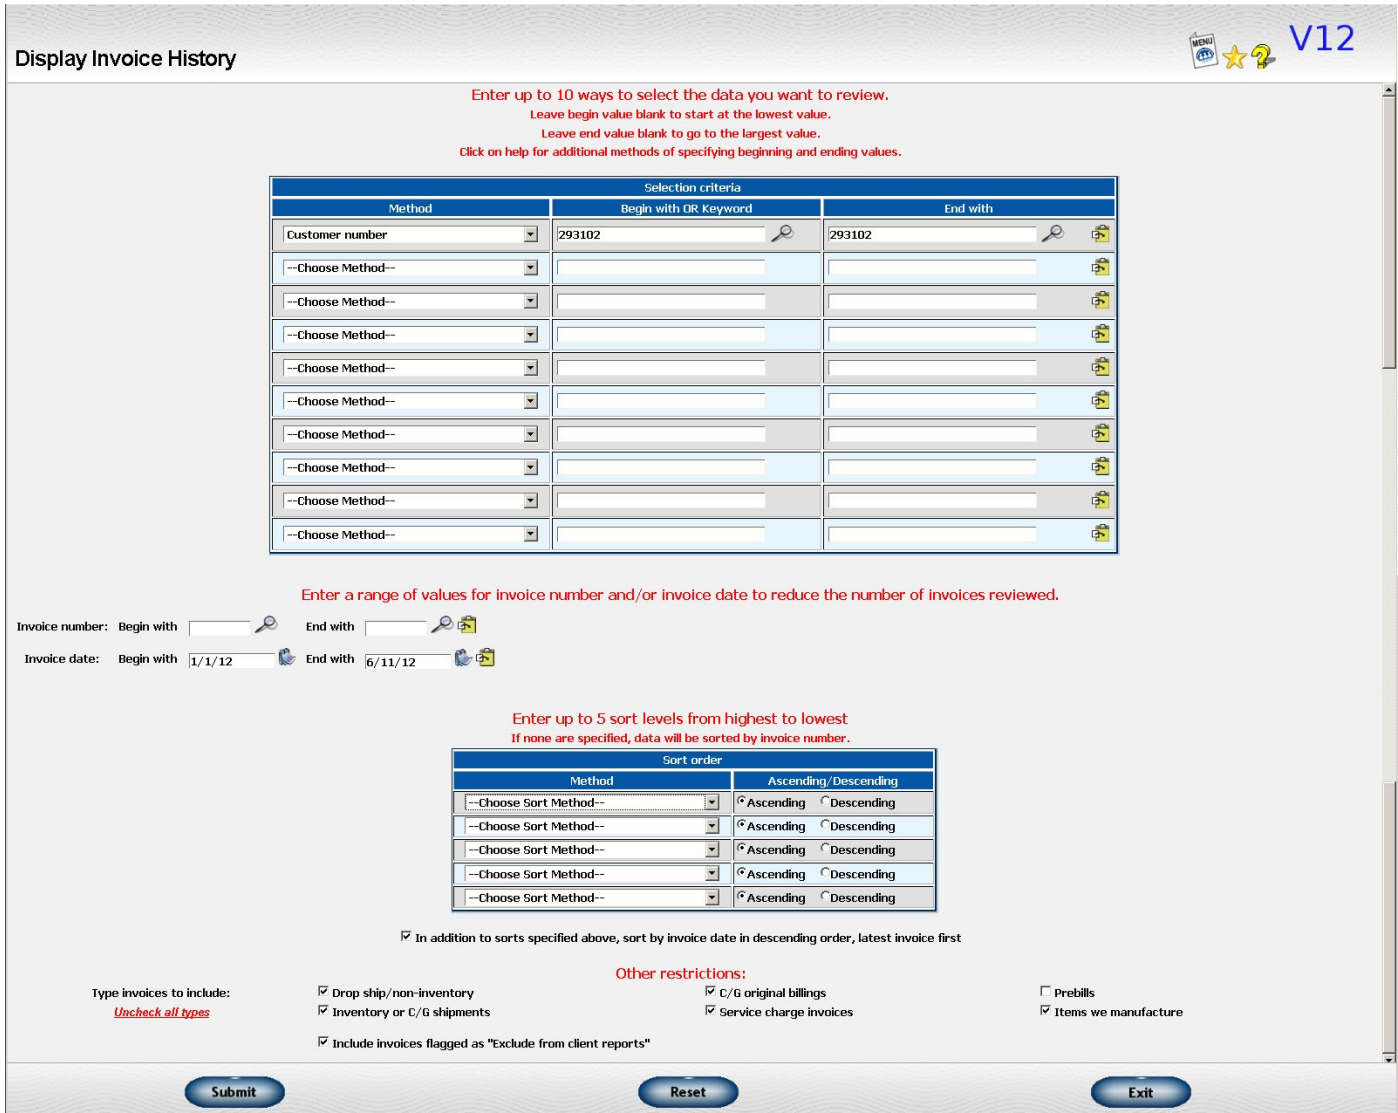 Display Invoice History
MENU
V12
Enter up to 10 ways to select the data you want to review.
Leave begin value blank to start at the lowest value.
Leave end value blank to go to the largest value.
Click on help for additional methods of specifying beginning and ending values.
Selection criteria
Method Begin with OR Keyword End with
Customer number 293102 293102
--Choose Method--
--Choose Method--
--Choose Method--
--Choose Method--
--Choose Method--
--Choose Method--
--Choose Method--
--Choose Method--
--Choose Method--
Enter a range of values for invoice number and/or invoice date to reduce the number of invoices reviewed.
Invoice number: Begin with End with
Invoice date: Begin with 1/1/12 End with 6/11/12
Enter up to 5 sort levels from highest to lowest
If none are specified, data will be sorted by invoice number.
Sort order
Method Ascending/Descending
--Choose Sort Method-- Ascending Descending
--Choose Sort Method-- Ascending Descending
--Choose Sort Method-- Ascending Descending
--Choose Sort Method-- Ascending Descending
--Choose Sort Method-- Ascending Descending
In addition to sorts specified above, sort by invoice date in descending order, latest invoice first
Other restrictions:
Type invoices to include: Drop ship/non-inventory C/G original billings Prebills
Uncheck all types Inventory or C/G shipments Service charge invoices Items we manufacture
Include invoices flagged as "Exclude from client reports"
Submit Reset Exit